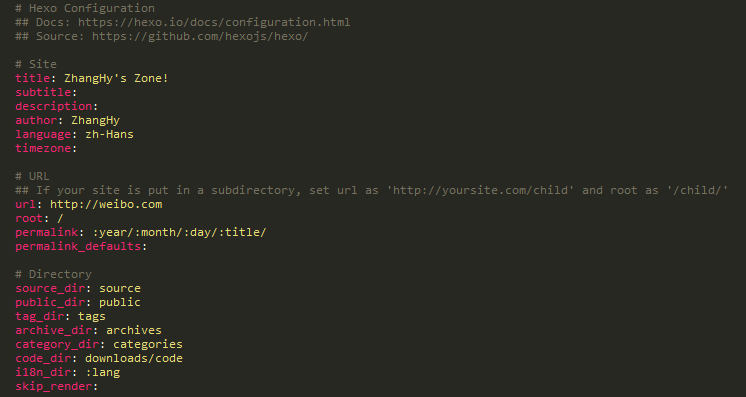 # Hexo Configuration
## Docs: https://hexo.io/docs/configuration.html
## Source: https://github.com/hexojs/hexo/
# Site
title: ZhangHy's Zone!
subtitle:
description:
author: ZhangHy
language: zh-Hans
timezone:
# URL
## If your site is put in a subdirectory, set url as 'http://yoursite.com/child' and root as '/child/'
url: http://weibo.com
root: /
permalink: :year/:month/:day/:title/
permalink_defaults:
# Directory
source_dir: source
public_dir: public
tag_dir: tags
archive_dir: archives
category_dir: categories
code_dir: downloads/code
i18n_dir: :lang
skip_render: